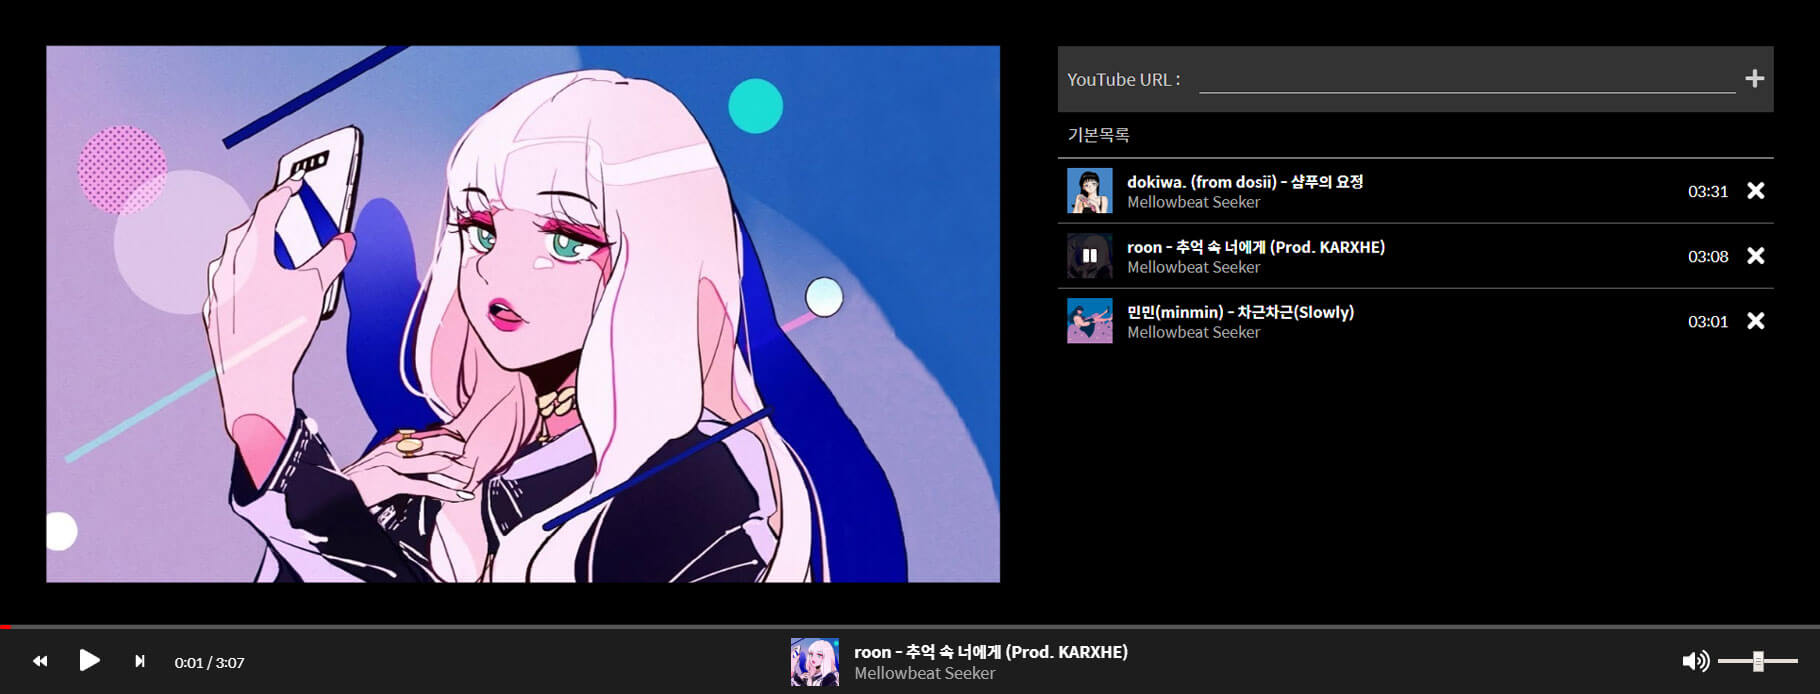 YouTube URL :
기본목록
dokiwa. (from dosii) - 샴푸의 요정
Mellowbeat Seeker
03:31
roon - 추억 속 너에게 (Prod. KARXHE)
Mellowbeat Seeker
03:08
민민(minmin) - 차근차근(Slowly)
Mellowbeat Seeker
03:01
0:01 / 3:07
roon - 추억 속 너에게 (Prod. KARXHE)
Mellowbeat Seeker